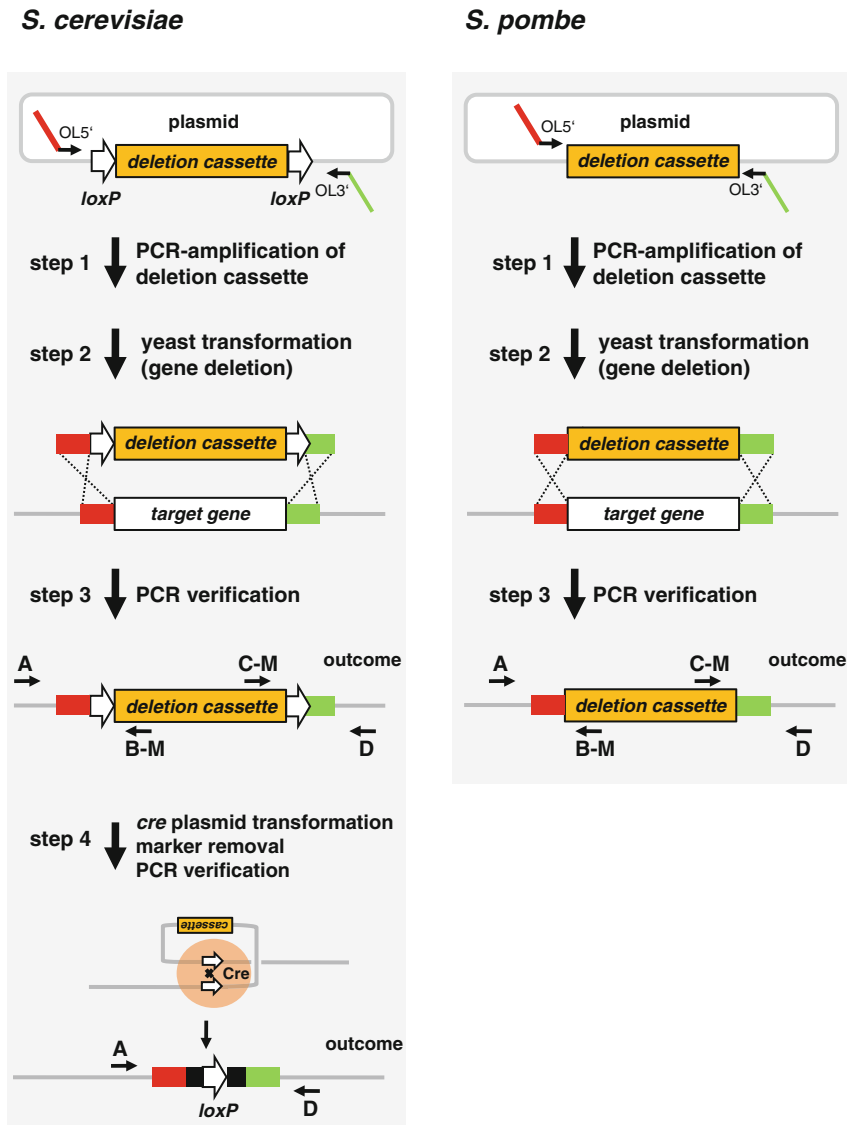 S. cerevisiae
OL5‘
plasmid
deletion cassette
loxP
loxP
OL3‘
step 1
PCR-amplification of
deletion cassette
step 2
yeast transformation
(gene deletion)
deletion cassette
target gene
step 3
PCR verification
A
C-M
outcome
deletion cassette
B-M
D
step 4
cre plasmid transformation
marker removal
PCR verification
cassette
Cre
A
outcome
loxP
D
S. pombe
OL5‘
plasmid
deletion cassette
OL3‘
step 1
PCR-amplification of
deletion cassette
step 2
yeast transformation
(gene deletion)
deletion cassette
target gene
step 3
PCR verification
A
C-M
outcome
deletion cassette
B-M
D